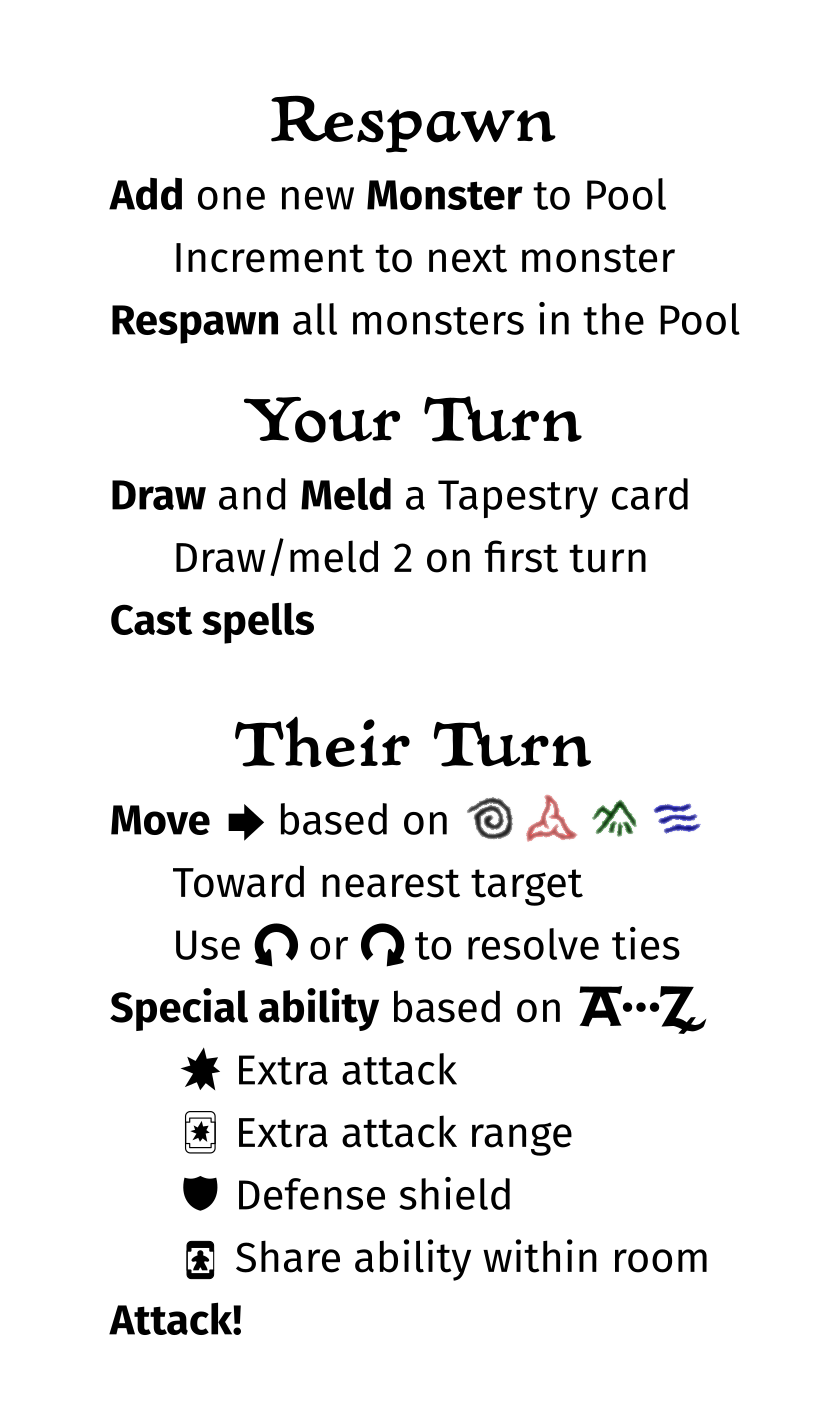 Respawn
Add one new Monster to Pool
Increment to next monster
Respawn all monsters in the Pool
Your Turn
Draw and Meld a Tapestry card
Draw/meld 2 on first turn
Cast spells
Their Turn
Move based on
Toward nearest target
Use or to resolve ties
Special ability based on A···Z
Extra attack
Extra attack range
Defense shield
Share ability within room
Attack!